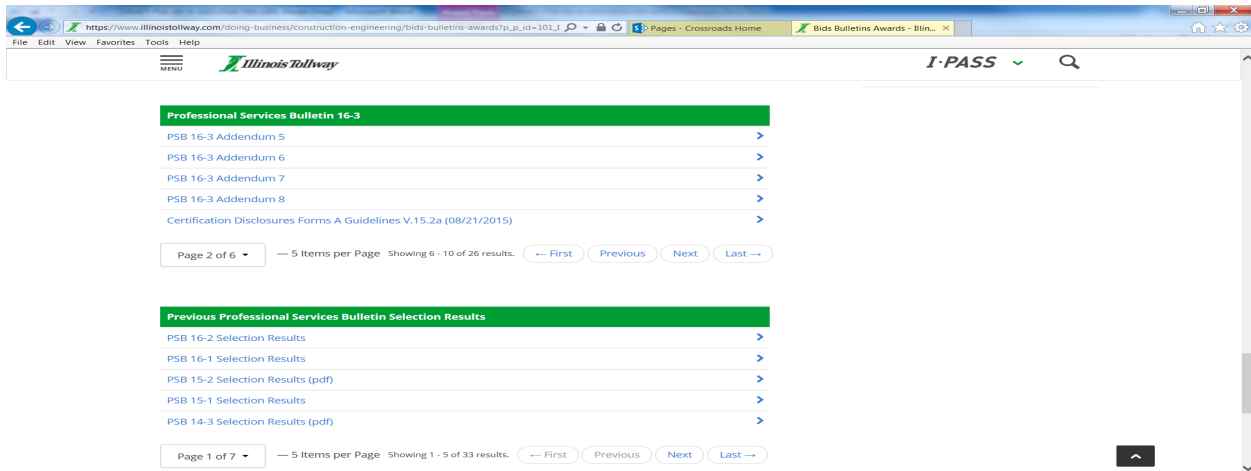 https://www.illinoistollway.com/doing-business/construction-engineering/bids-bulletins-awards?p_p_id=101_I
Pages - Crossroads Home
Bids Bulletins Awards - Illin...
File Edit View Favorites Tools Help
MENU
Illinois Tollway
I·PASS
Professional Services Bulletin 16-3
PSB 16-3 Addendum 5
PSB 16-3 Addendum 6
PSB 16-3 Addendum 7
PSB 16-3 Addendum 8
Certification Disclosures Forms A Guidelines V.15.2a (08/21/2015)
Page 2 of 6 — 5 Items per Page Showing 6 - 10 of 26 results. ← First Previous Next Last →
Previous Professional Services Bulletin Selection Results
PSB 16-2 Selection Results
PSB 16-1 Selection Results
PSB 15-2 Selection Results (pdf)
PSB 15-1 Selection Results
PSB 14-3 Selection Results (pdf)
Page 1 of 7 — 5 Items per Page Showing 1 - 5 of 33 results. ← First Previous Next Last →